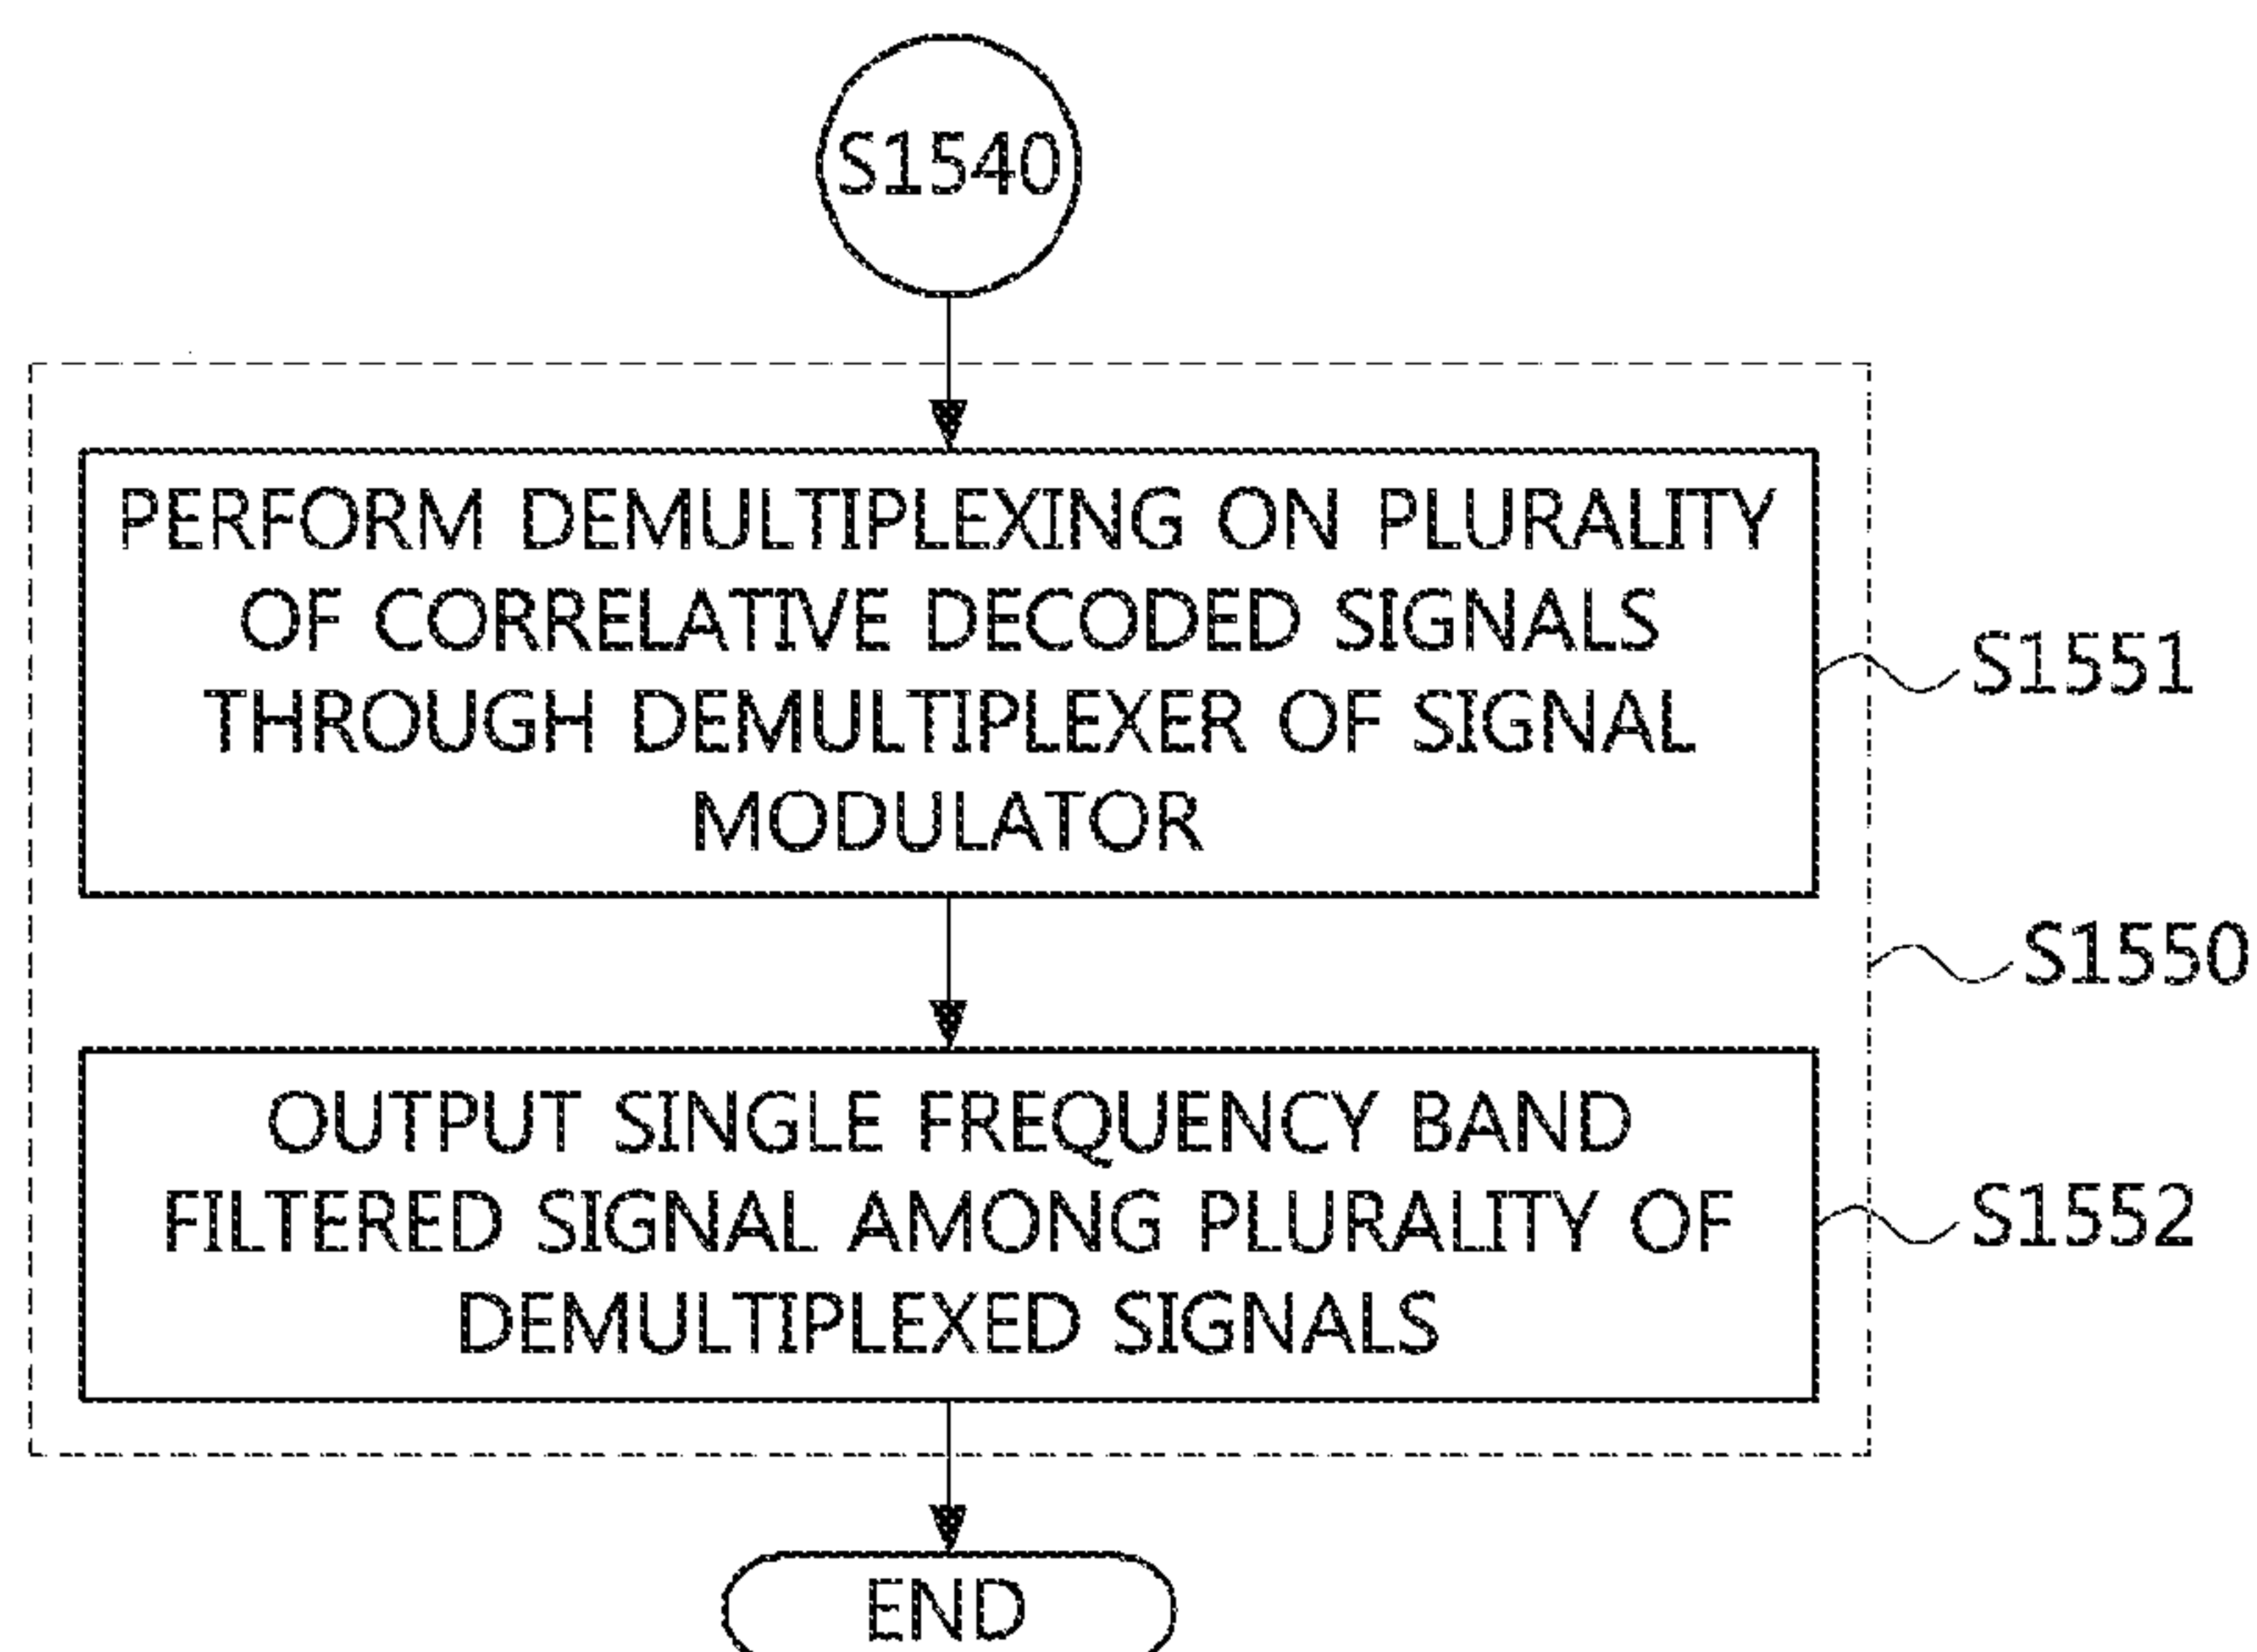 S1540
PERFORM DEMULTIPLEXING ON PLURALITY
OF CORRELATIVE DECODED SIGNALS
THROUGH DEMULTIPLEXER OF SIGNAL
MODULATOR
S1551
S1550
OUTPUT SINGLE FREQUENCY BAND
FILTERED SIGNAL AMONG PLURALITY OF
DEMULTIPLEXED SIGNALS
S1552
END